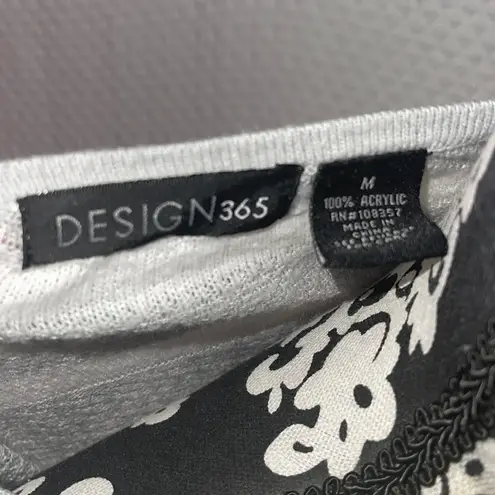 DESIGN365
M
100% ACRYLIC
RN#108357
MADE IN
CHINA